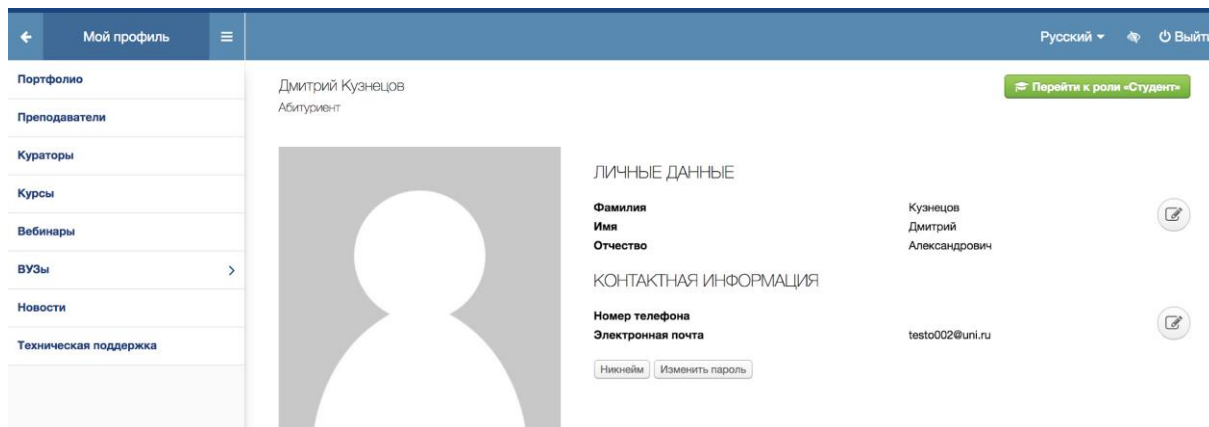 Мой профиль
Русский
Выйти
Портфолио
Преподаватели
Кураторы
Курсы
Вебинары
ВУЗы
Новости
Техническая поддержка
Дмитрий Кузнецов
Абитуриент
Перейти к роли «Студент»
ЛИЧНЫЕ ДАННЫЕ
Фамилия Кузнецов
Имя Дмитрий
Отчество Александрович
КОНТАКТНАЯ ИНФОРМАЦИЯ
Номер телефона
Электронная почта testo002@uni.ru
Никнейм Изменить пароль